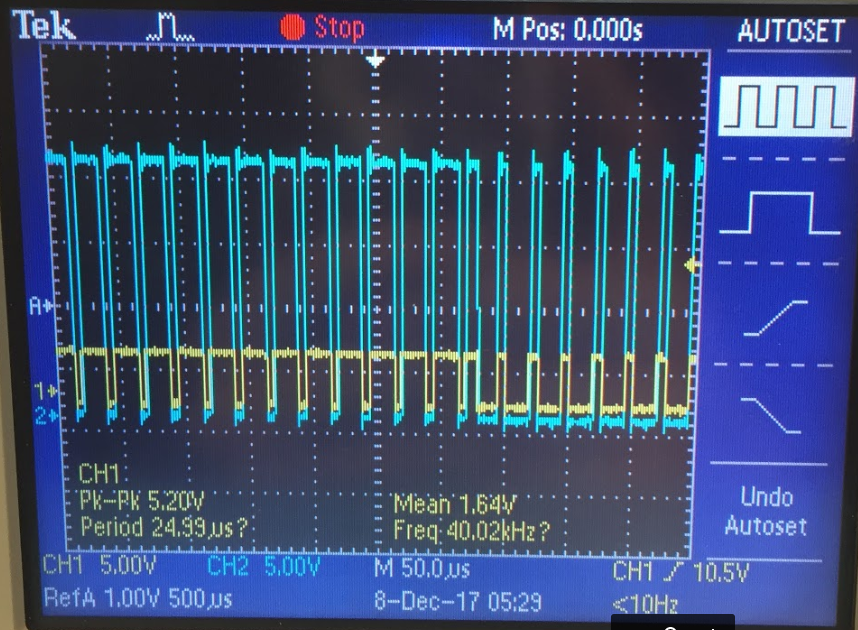 Tek Stop M Pos: 0.000s AUTOSET
A
1
2
CH1
Pk-Pk 5.20V Mean 1.64V
Period 24.99µs? Freq 40.02kHz?
Undo
Autoset
CH1 5.00V CH2 5.00V M 50.0µs CH1 10.5V
RefA 1.00V 500µs 8-Dec-17 05:29 <10Hz